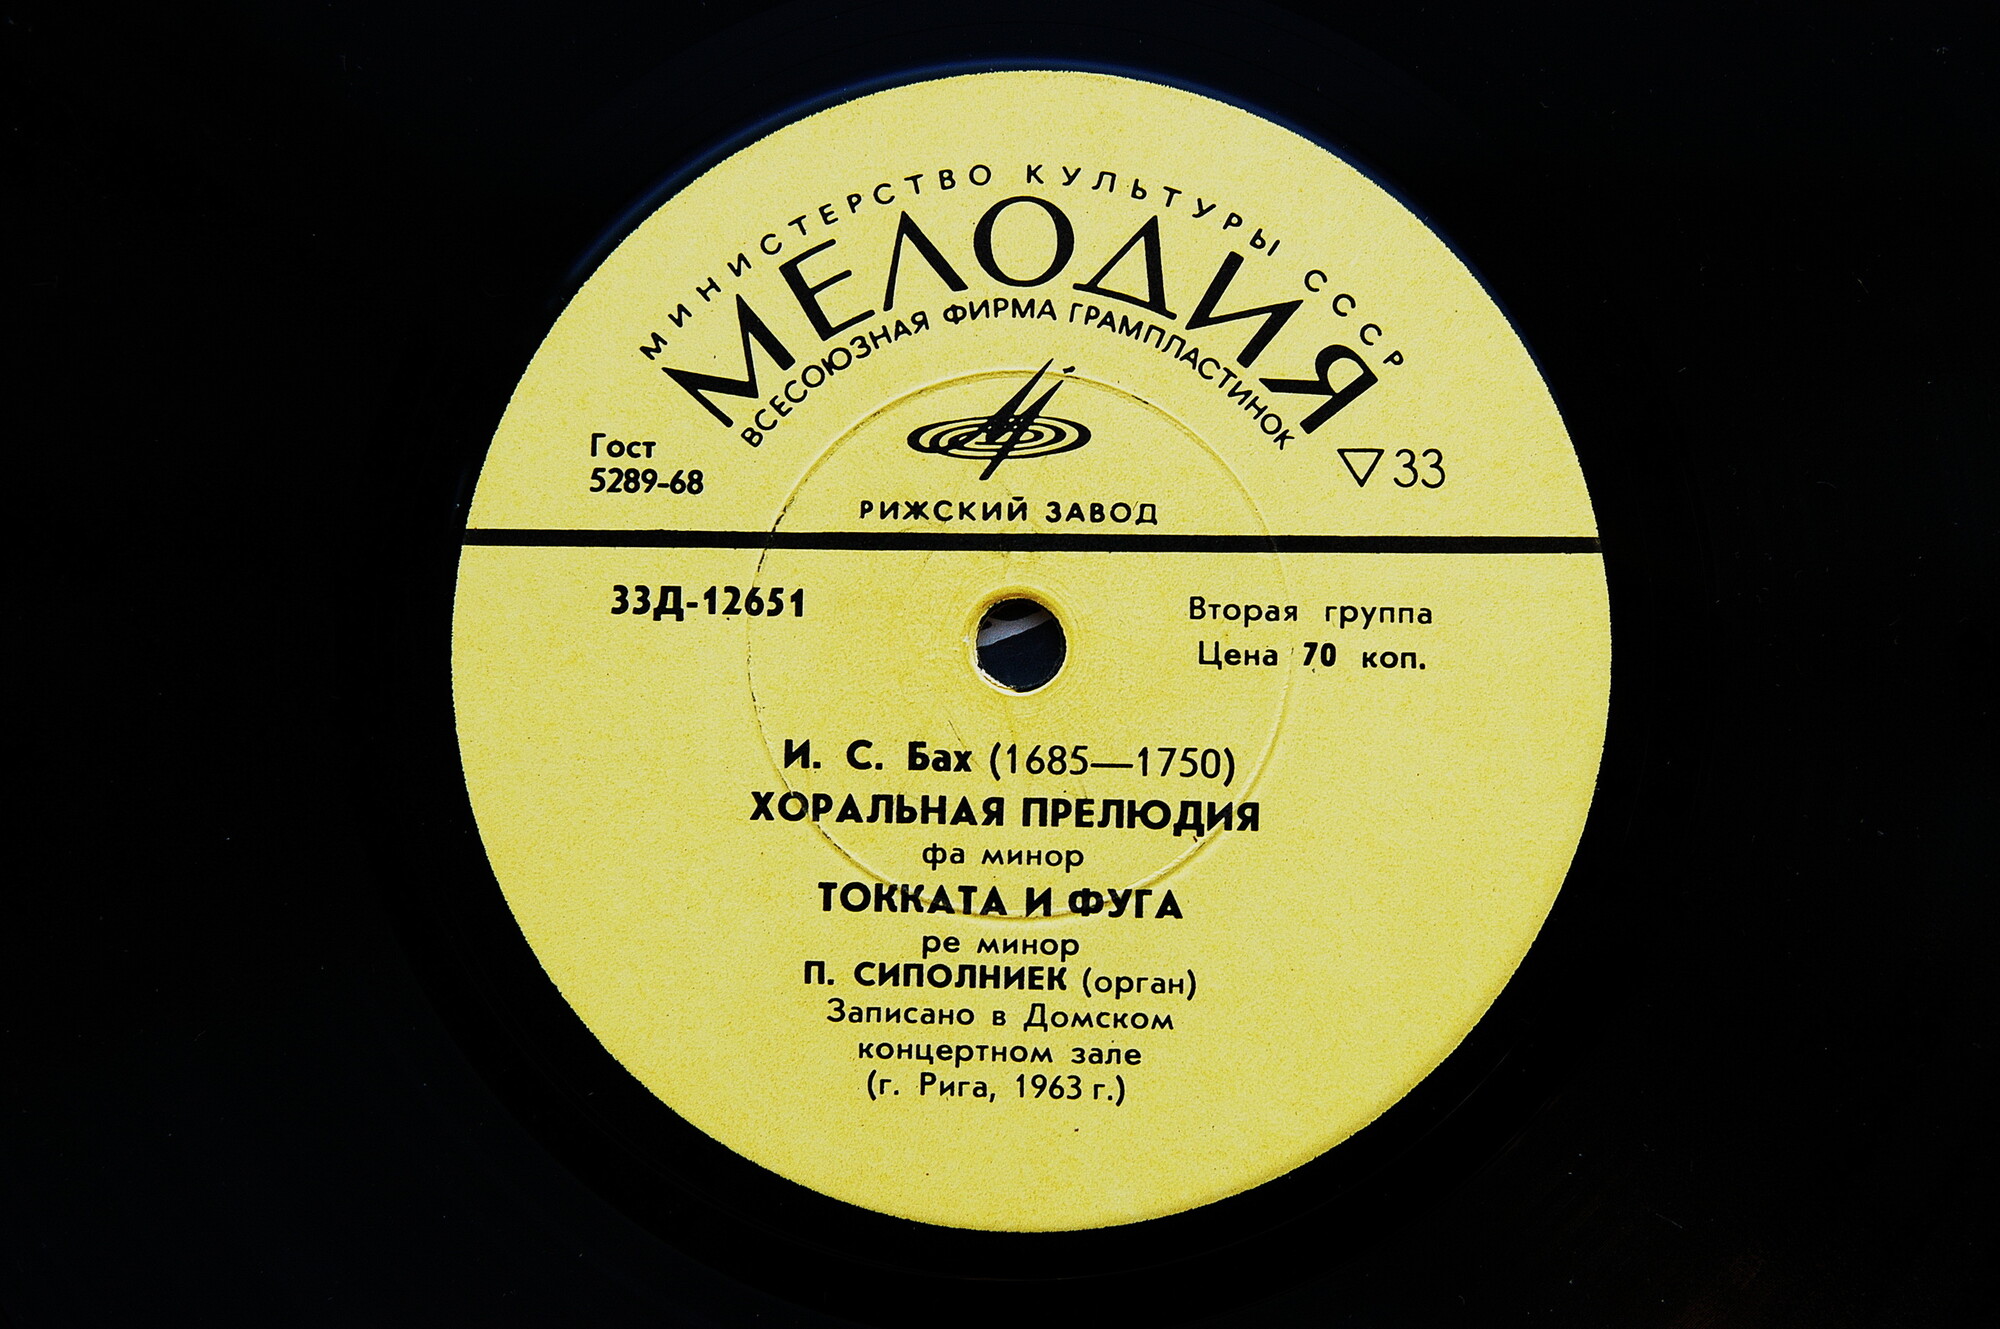 МИНИСТЕРСТВО КУЛЬТУРЫ СССР
МЕЛОДИЯ
ВСЕСОЮЗНАЯ ФИРМА ГРАМПЛАСТИНОК
Гост
5289-68
▽33
РИЖСКИЙ ЗАВОД
33Д-12651
Вторая группа
Цена 70 коп.
И. С. Бах (1685—1750)
ХОРАЛЬНАЯ ПРЕЛЮДИЯ
фа минор
ТОККАТА И ФУГА
ре минор
П. СИПОЛНИЕК (орган)
Записано в Домском
концертном зале
(г. Рига, 1963 г.)